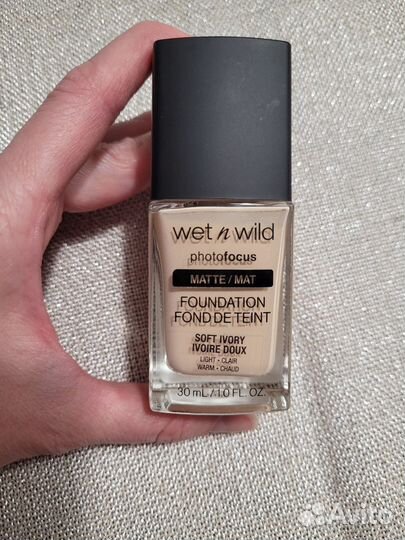 wet n wild
photofocus
MATTE / MAT
FOUNDATION
FOND DE TEINT
SOFT IVORY
IVOIRE DOUX
LIGHT • CLAIR
WARM • CHAUD
30 mL / 1.0 FL. OZ.
Avito